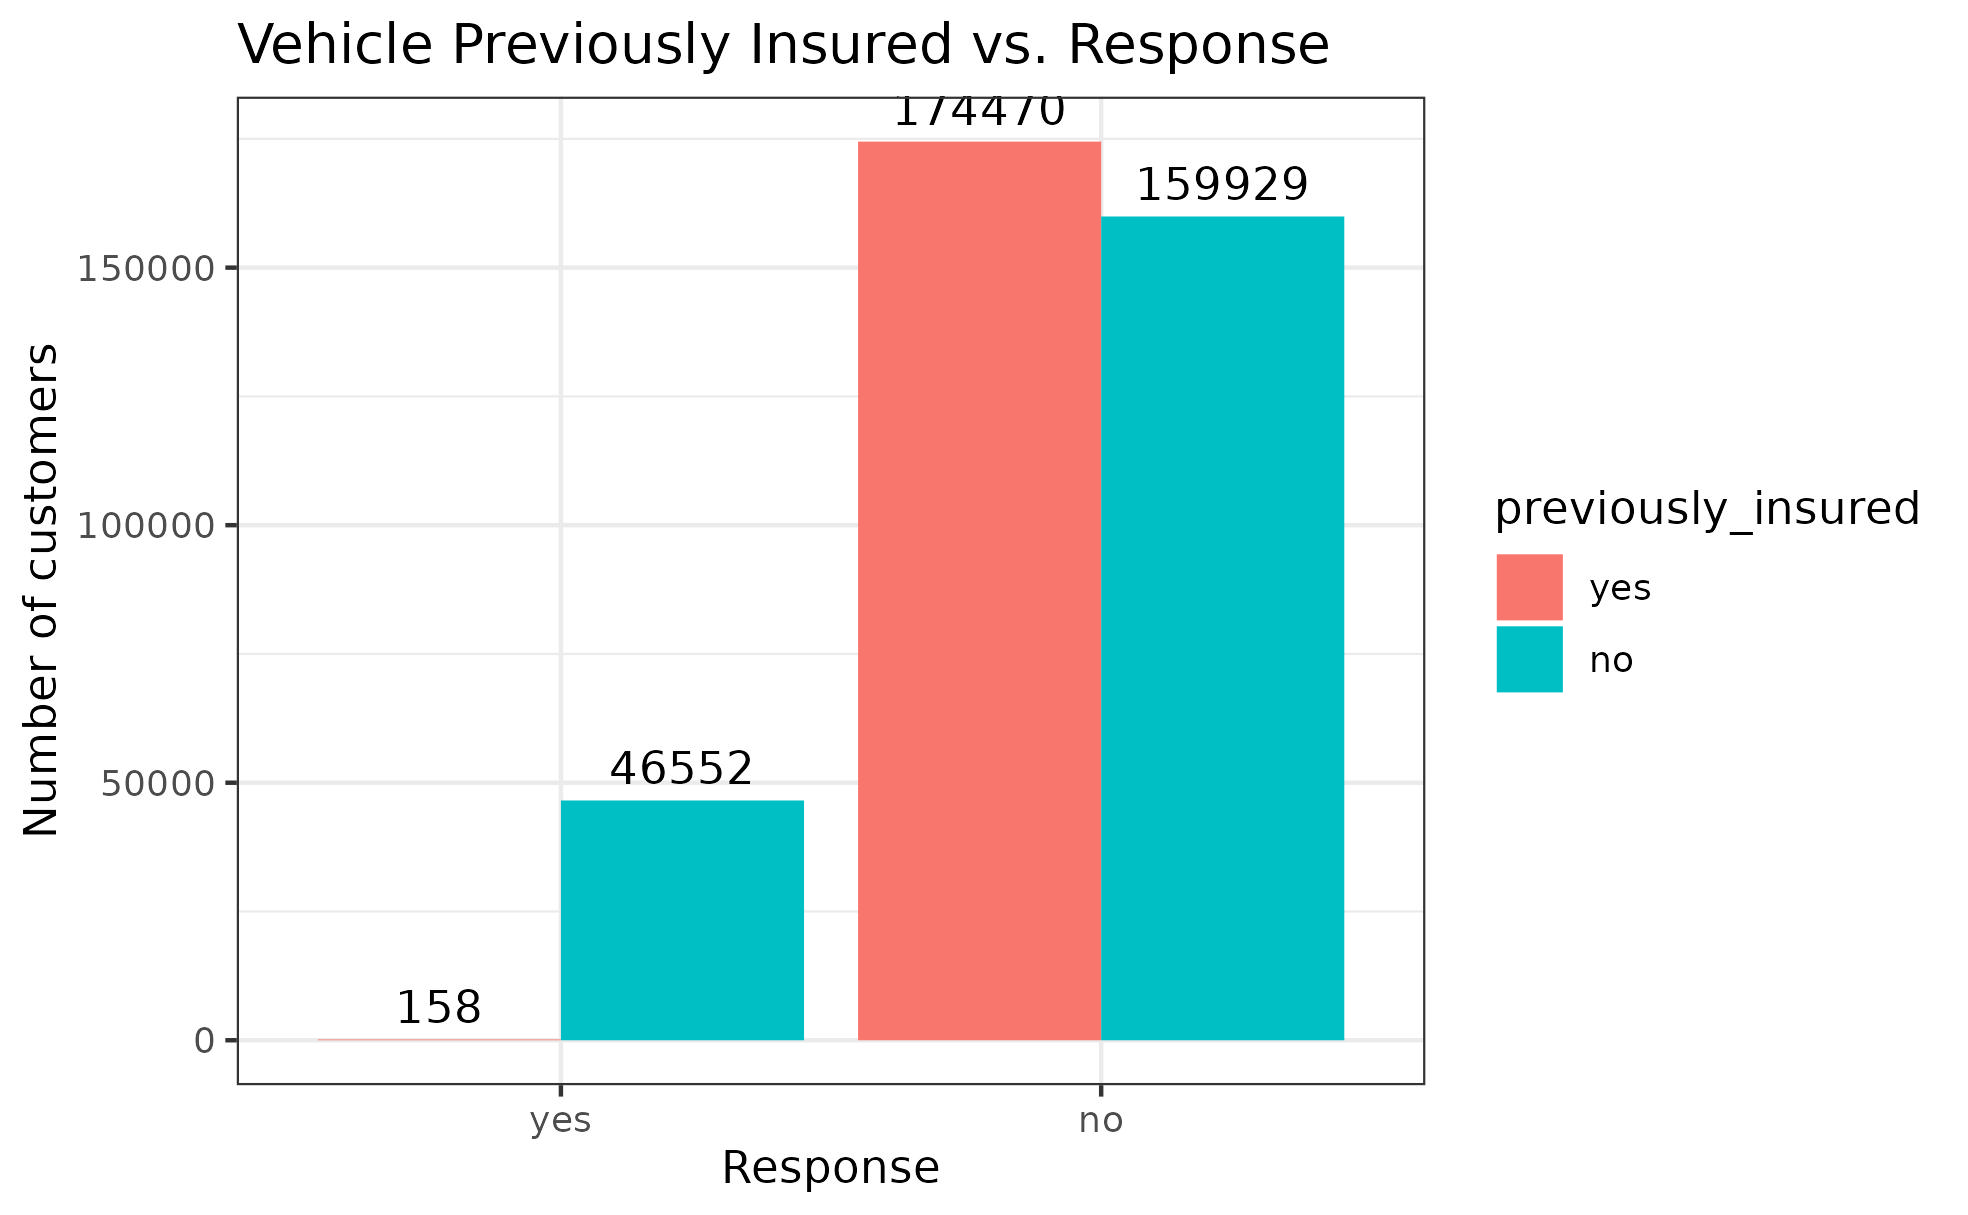 Vehicle Previously Insured vs. Response
174470
159929
150000
100000
50000
0
46552
158
Number of customers
yes
no
Response
previously_insured
yes
no